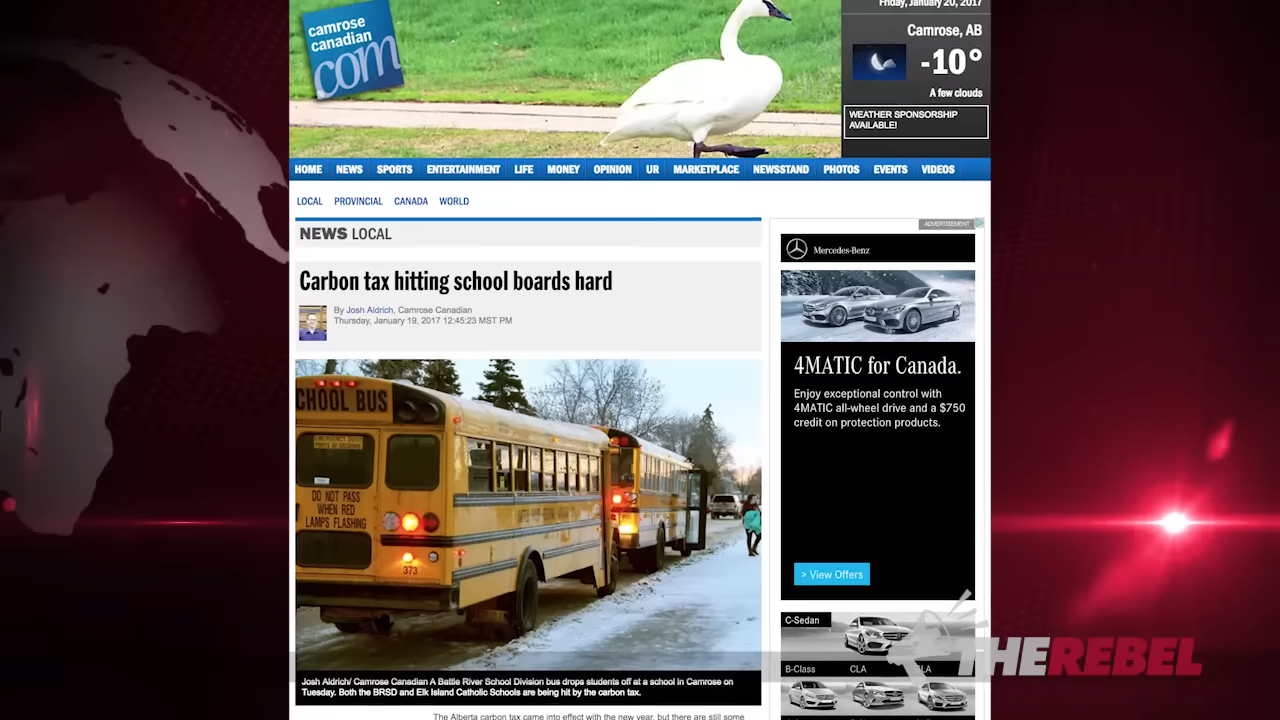 Friday, January 20, 2017
camrose
canadian
com
Camrose, AB
-10°
A few clouds
WEATHER SPONSORSHIP
AVAILABLE!
HOME NEWS SPORTS ENTERTAINMENT LIFE MONEY OPINION UR MARKETPLACE NEWSSTAND PHOTOS EVENTS VIDEOS
LOCAL PROVINCIAL CANADA WORLD
NEWS LOCAL
Carbon tax hitting school boards hard
By Josh Aldrich, Camrose Canadian
Thursday, January 19, 2017 12:45:23 MST PM
CHOOL BUS
EMERGENCY DOOR
DO NOT PASS
WHEN RED
LAMPS FLASHING
373
Josh Aldrich/ Camrose Canadian A Battle River School Division bus drops students off at a school in Camrose on
Tuesday. Both the BRSD and Elk Island Catholic Schools are being hit by the carbon tax.
The Alberta carbon tax came into effect with the new year, but there are still some
ADVERTISEMENT
Mercedes-Benz
4MATIC for Canada.
Enjoy exceptional control with
4MATIC all-wheel drive and a $750
credit on protection products.
> View Offers
C-Sedan
B-Class CLA GLA
THEREBEL